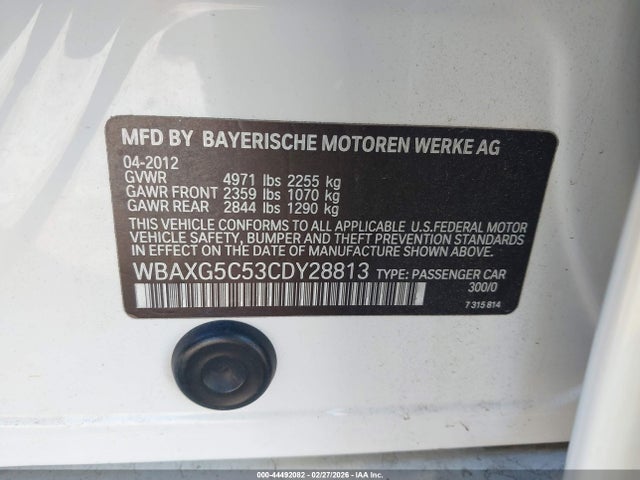 MFD BY BAYERISCHE MOTOREN WERKE AG
04-2012
GVWR 4971 lbs 2255 kg
GAWR FRONT 2359 lbs 1070 kg
GAWR REAR 2844 lbs 1290 kg
THIS VEHICLE CONFORMS TO ALL APPLICABLE U.S.FEDERAL MOTOR
VEHICLE SAFETY, BUMPER AND THEFT PREVENTION STANDARDS
IN EFFECT ON THE DATE OF MANUFACTURE SHOWN ABOVE.
WBAXG5C53CDY28813 TYPE: PASSENGER CAR
300/0
7 315 814
000-44492082 - 02/27/2026 - IAA Inc.